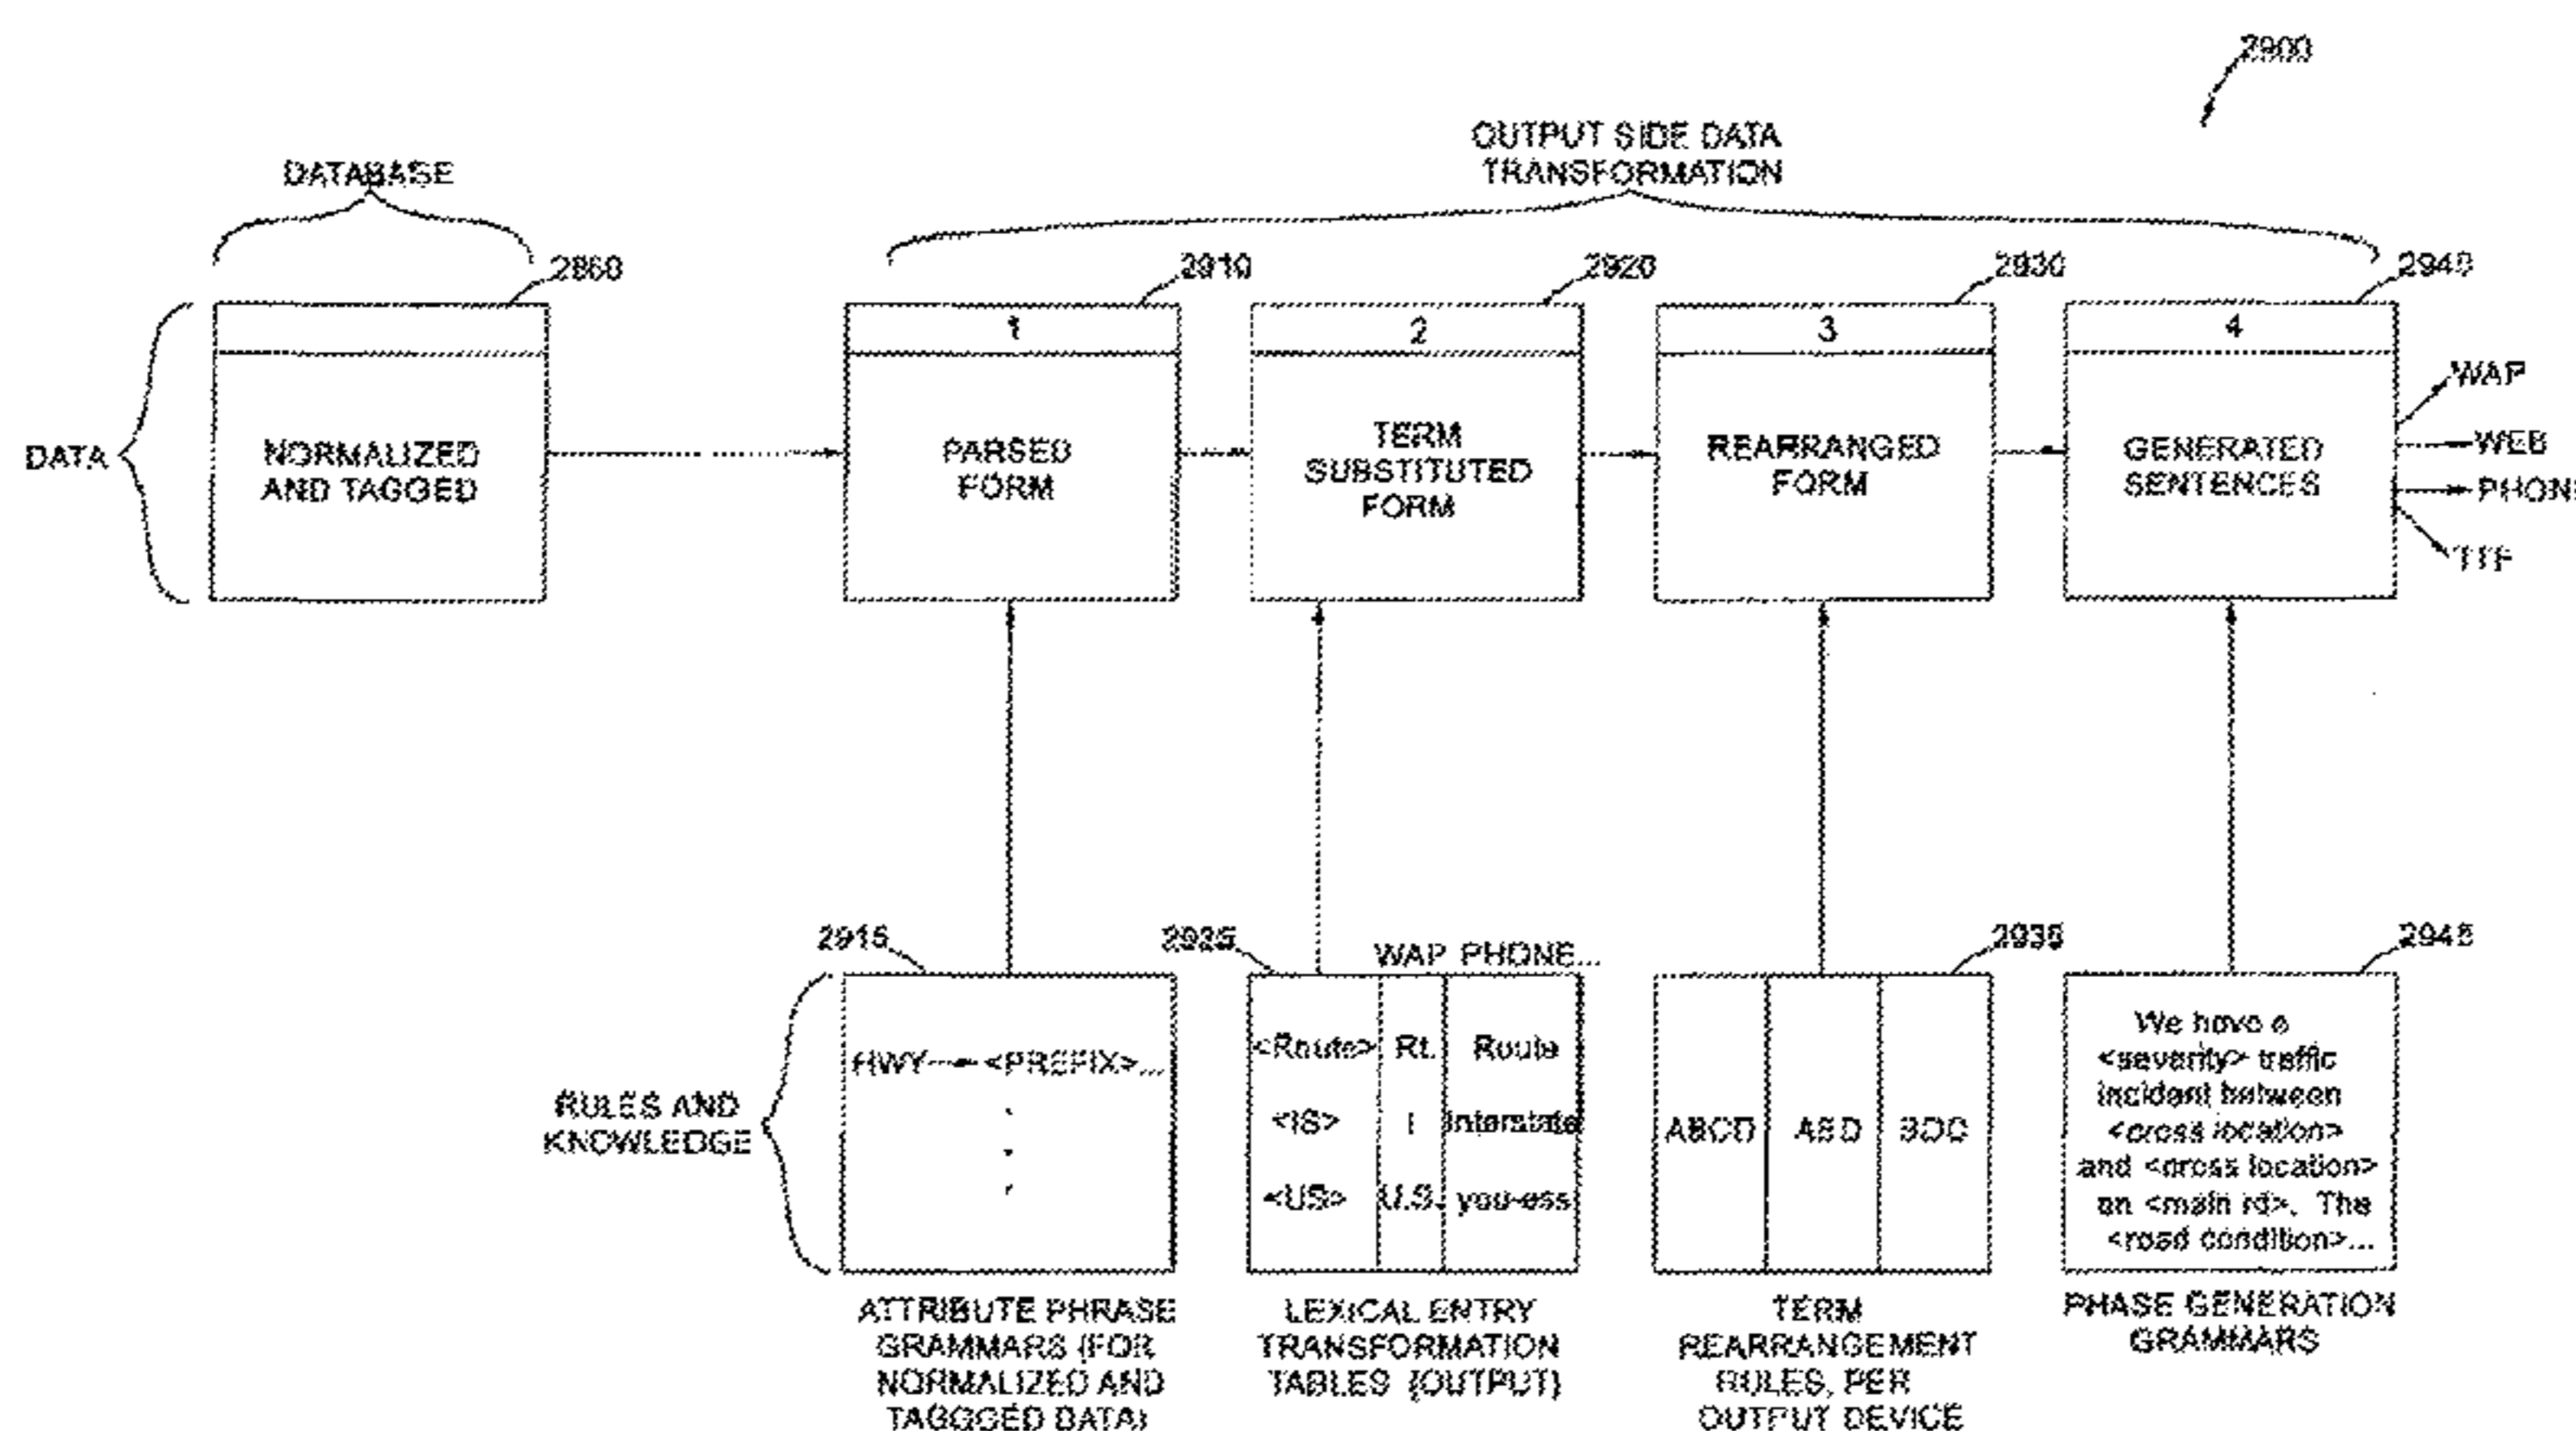 2900
OUTPUT SIDE DATA
TRANSFORMATION
DATABASE
2860
2910
2920
2930
2940
1
2
3
4
DATA
NORMALIZED
AND TAGGED
PARSED
FORM
TERM
SUBSTITUTED
FORM
REARRANGED
FORM
GENERATED
SENTENCES
WAP
WEB
PHONE
2915
2925
WAP PHONE...
2935
2945
RULES AND
KNOWLEDGE
HWY <PREFIX>...
<Route> Rt. Route
<IS> I Interstate
<US> U.S. you-ess
ABCD
We have a
<severity> traffic
incident between
<cross location>
and <cross location>
on <main rd>. The
<road condition>...
ATTRIBUTE PHRASE
GRAMMARS (FOR
NORMALIZED AND
TAGGGED DATA)
LEXICAL ENTRY
TRANSFORMATION
TABLES (OUTPUT)
TERM
REARRANGEMENT
RULES, PER
OUTPUT DEVICE
PHASE GENERATION
GRAMMARS